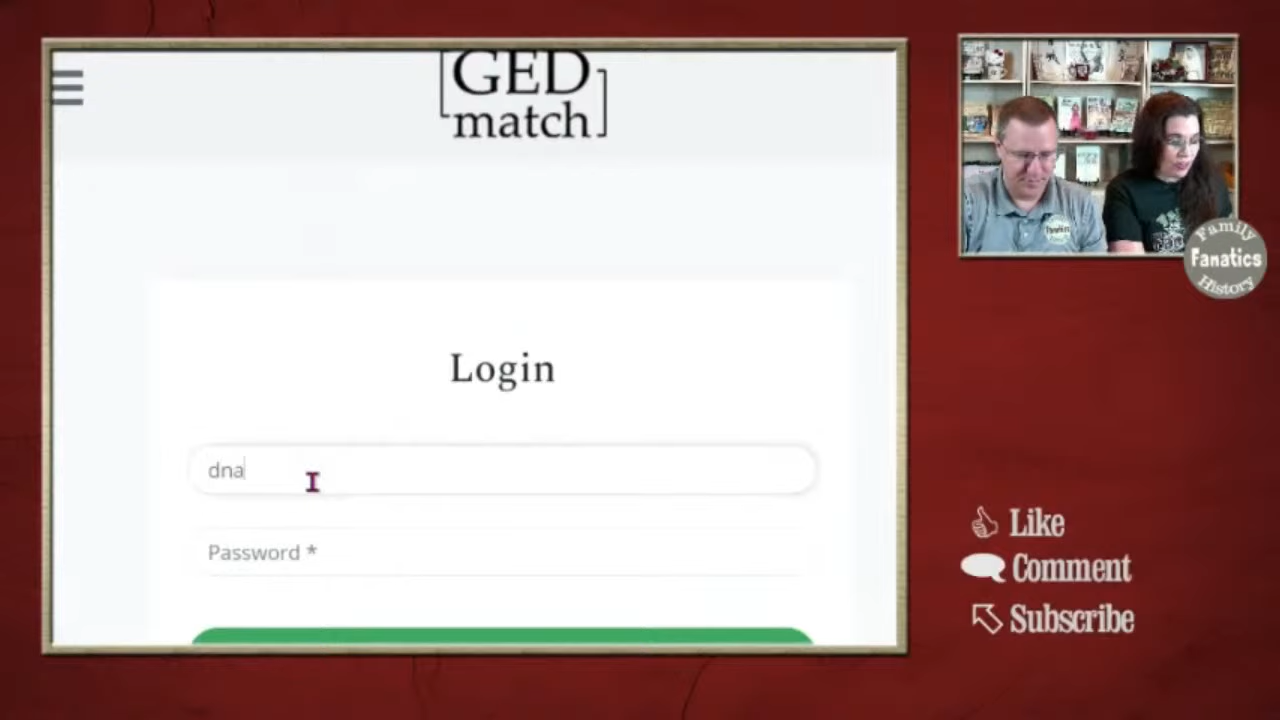 GED
match
Login
dna
Password *
Family
Fanatics
History
Like
Comment
Subscribe